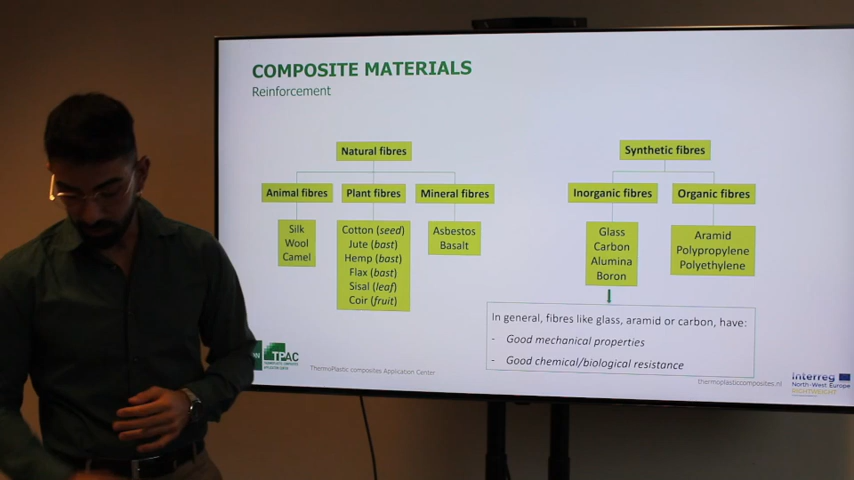 COMPOSITE MATERIALS
Reinforcement
Natural fibres
Animal fibres
Plant fibres
Mineral fibres
Silk
Wool
Camel
Cotton (seed)
Jute (bast)
Hemp (bast)
Flax (bast)
Sisal (leaf)
Coir (fruit)
Asbestos
Basalt
Synthetic fibres
Inorganic fibres
Organic fibres
Glass
Carbon
Alumina
Boron
Aramid
Polypropylene
Polyethylene
In general, fibres like glass, aramid or carbon, have:
- Good mechanical properties
- Good chemical/biological resistance
TPAC
ThermoPlastic composites Application Center
thermoplasticcomposites.nl
Interreg
North-West Europe